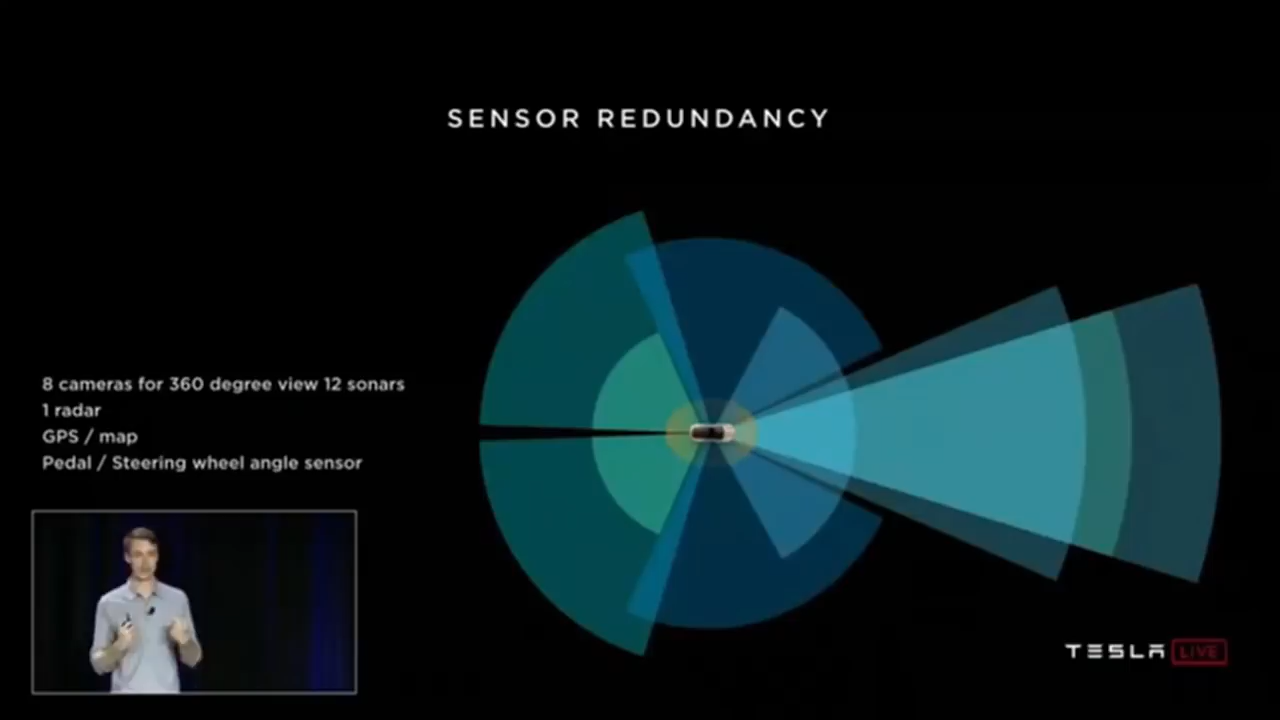 SENSOR REDUNDANCY
8 cameras for 360 degree view 12 sonars
1 radar
GPS / map
Pedal / Steering wheel angle sensor
TESLA LIVE